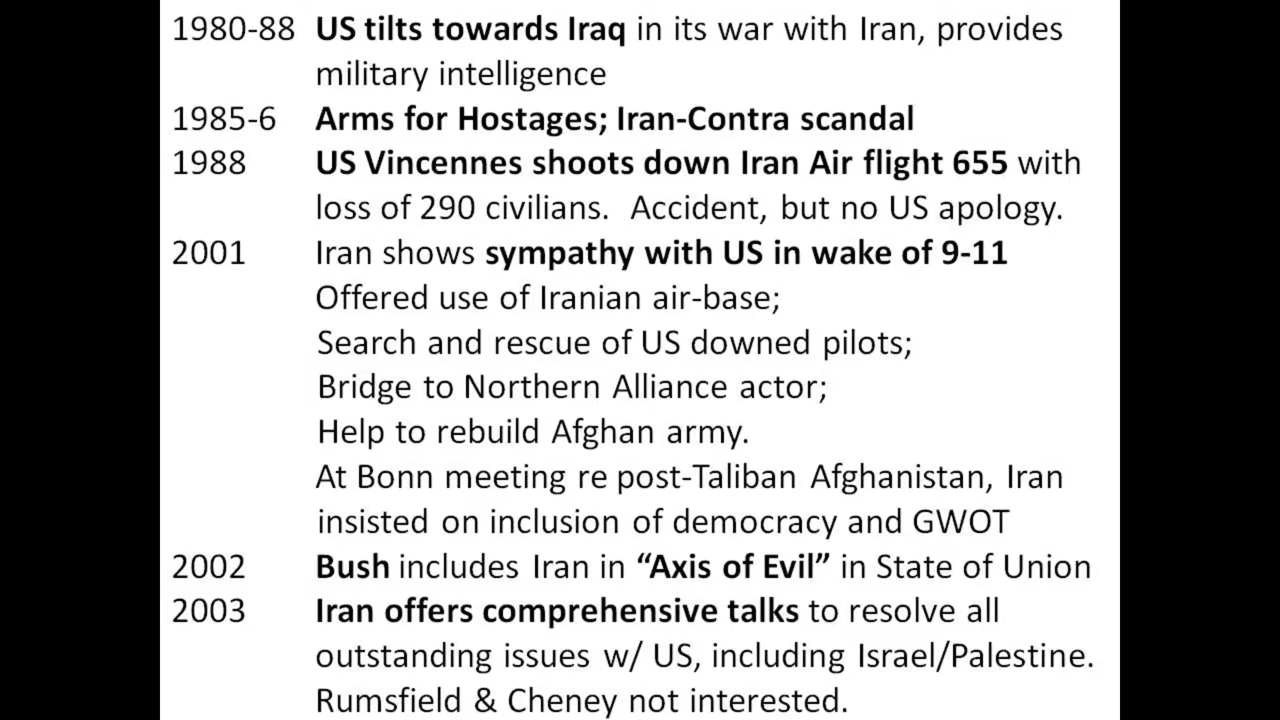 1980-88 US tilts towards Iraq in its war with Iran, provides
military intelligence
1985-6 Arms for Hostages; Iran-Contra scandal
1988 US Vincennes shoots down Iran Air flight 655 with
loss of 290 civilians. Accident, but no US apology.
2001 Iran shows sympathy with US in wake of 9-11
Offered use of Iranian air-base;
Search and rescue of US downed pilots;
Bridge to Northern Alliance actor;
Help to rebuild Afghan army.
At Bonn meeting re post-Taliban Afghanistan, Iran
insisted on inclusion of democracy and GWOT
2002 Bush includes Iran in “Axis of Evil” in State of Union
2003 Iran offers comprehensive talks to resolve all
outstanding issues w/ US, including Israel/Palestine.
Rumsfield & Cheney not interested.